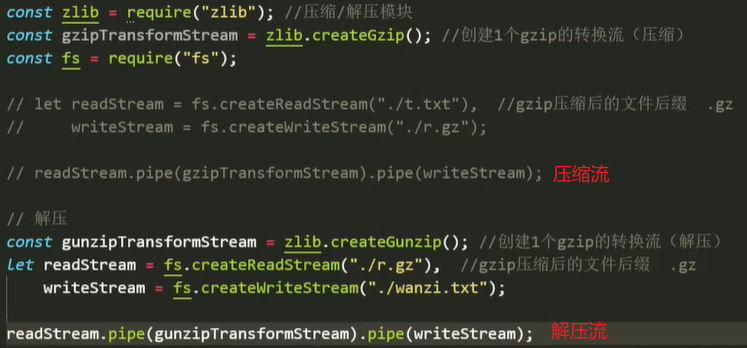 const zlib = require("zlib"); //压缩/解压模块
const gzipTransformStream = zlib.createGzip(); //创建1个gzip的转换流（压缩）
const fs = require("fs");
// let readStream = fs.createReadStream("./t.txt"),  //gzip压缩后的文件后缀  .gz
//     writeStream = fs.createWriteStream("./r.gz");
// readStream.pipe(gzipTransformStream).pipe(writeStream); 压缩流
// 解压
const gunzipTransformStream = zlib.createGunzip(); //创建1个gzip的转换流（解压）
let readStream = fs.createReadStream("./r.gz"),  //gzip压缩后的文件后缀  .gz
    writeStream = fs.createWriteStream("./wanzi.txt");
readStream.pipe(gunzipTransformStream).pipe(writeStream); 解压流